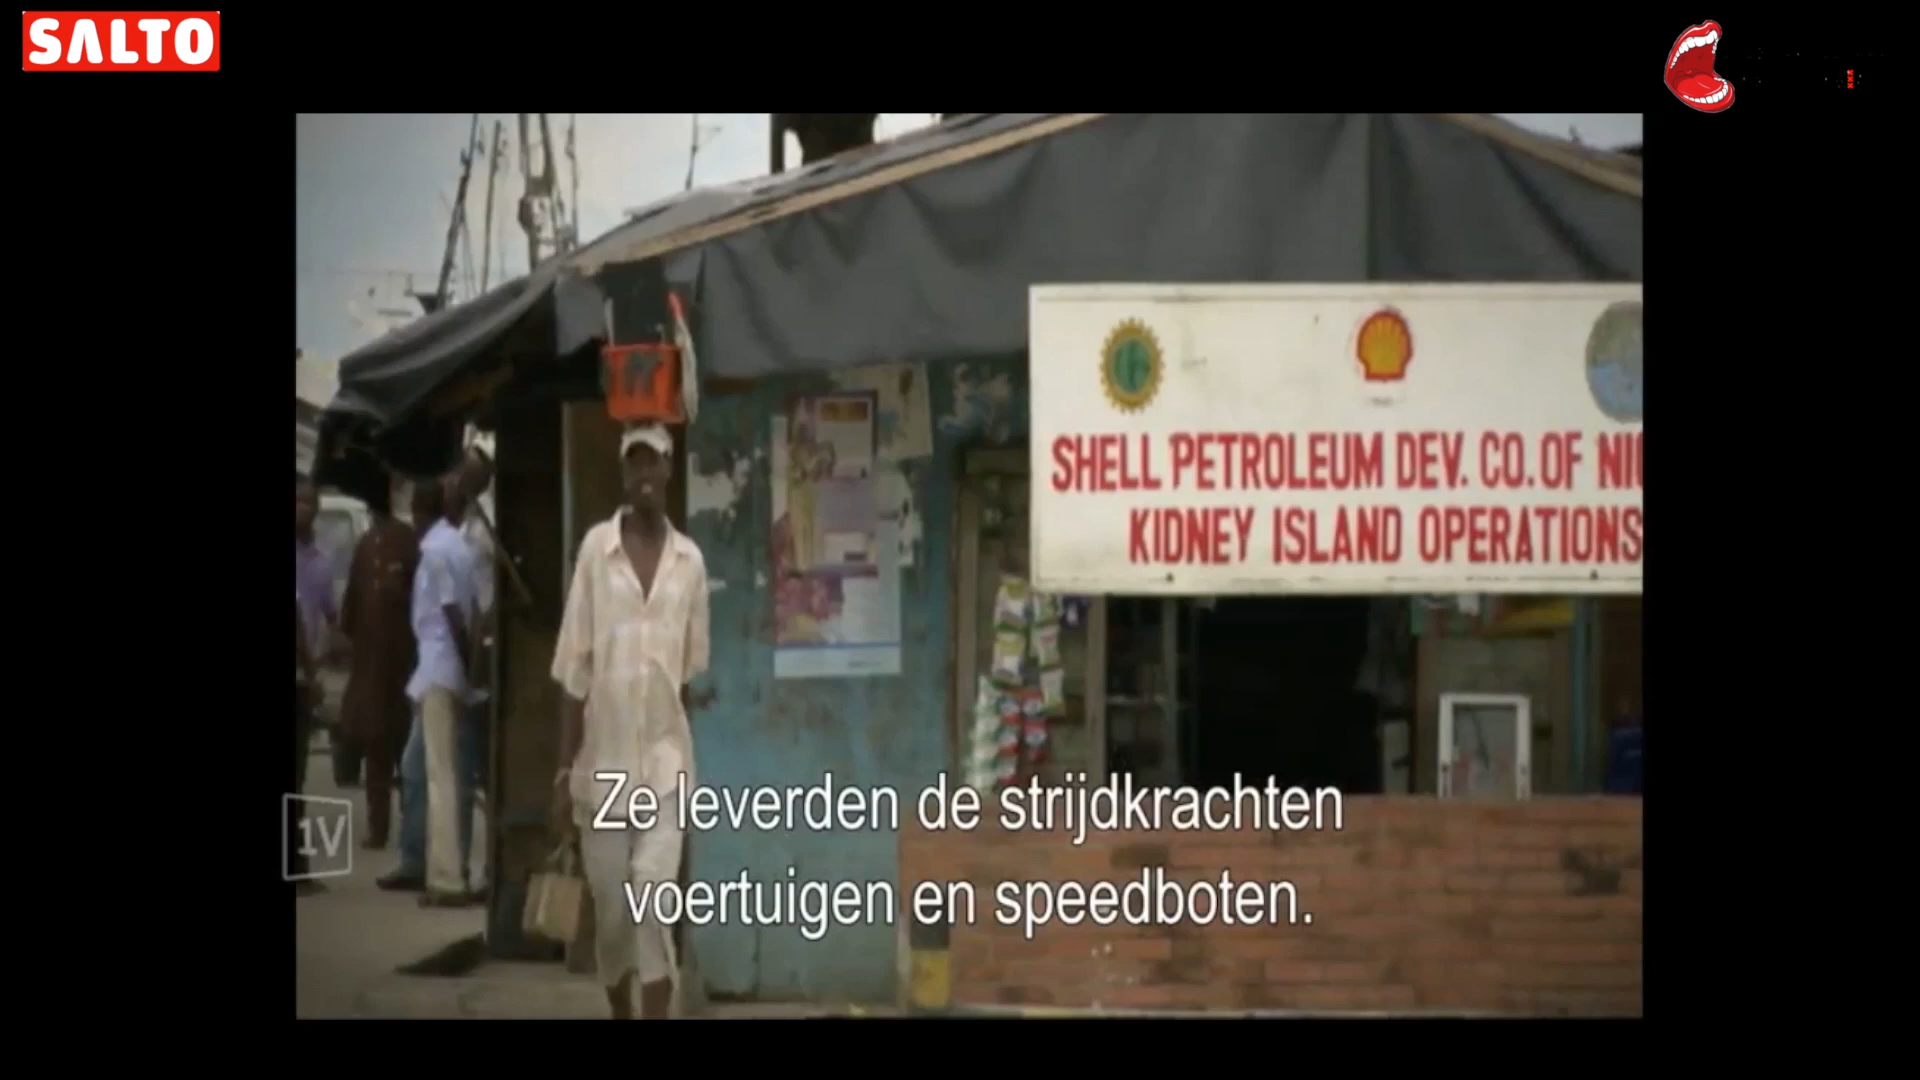 SALTO
SHELL PETROLEUM DEV. CO. OF NI
KIDNEY ISLAND OPERATIONS
1V
Ze leverden de strijdkrachten
voertuigen en speedboten.